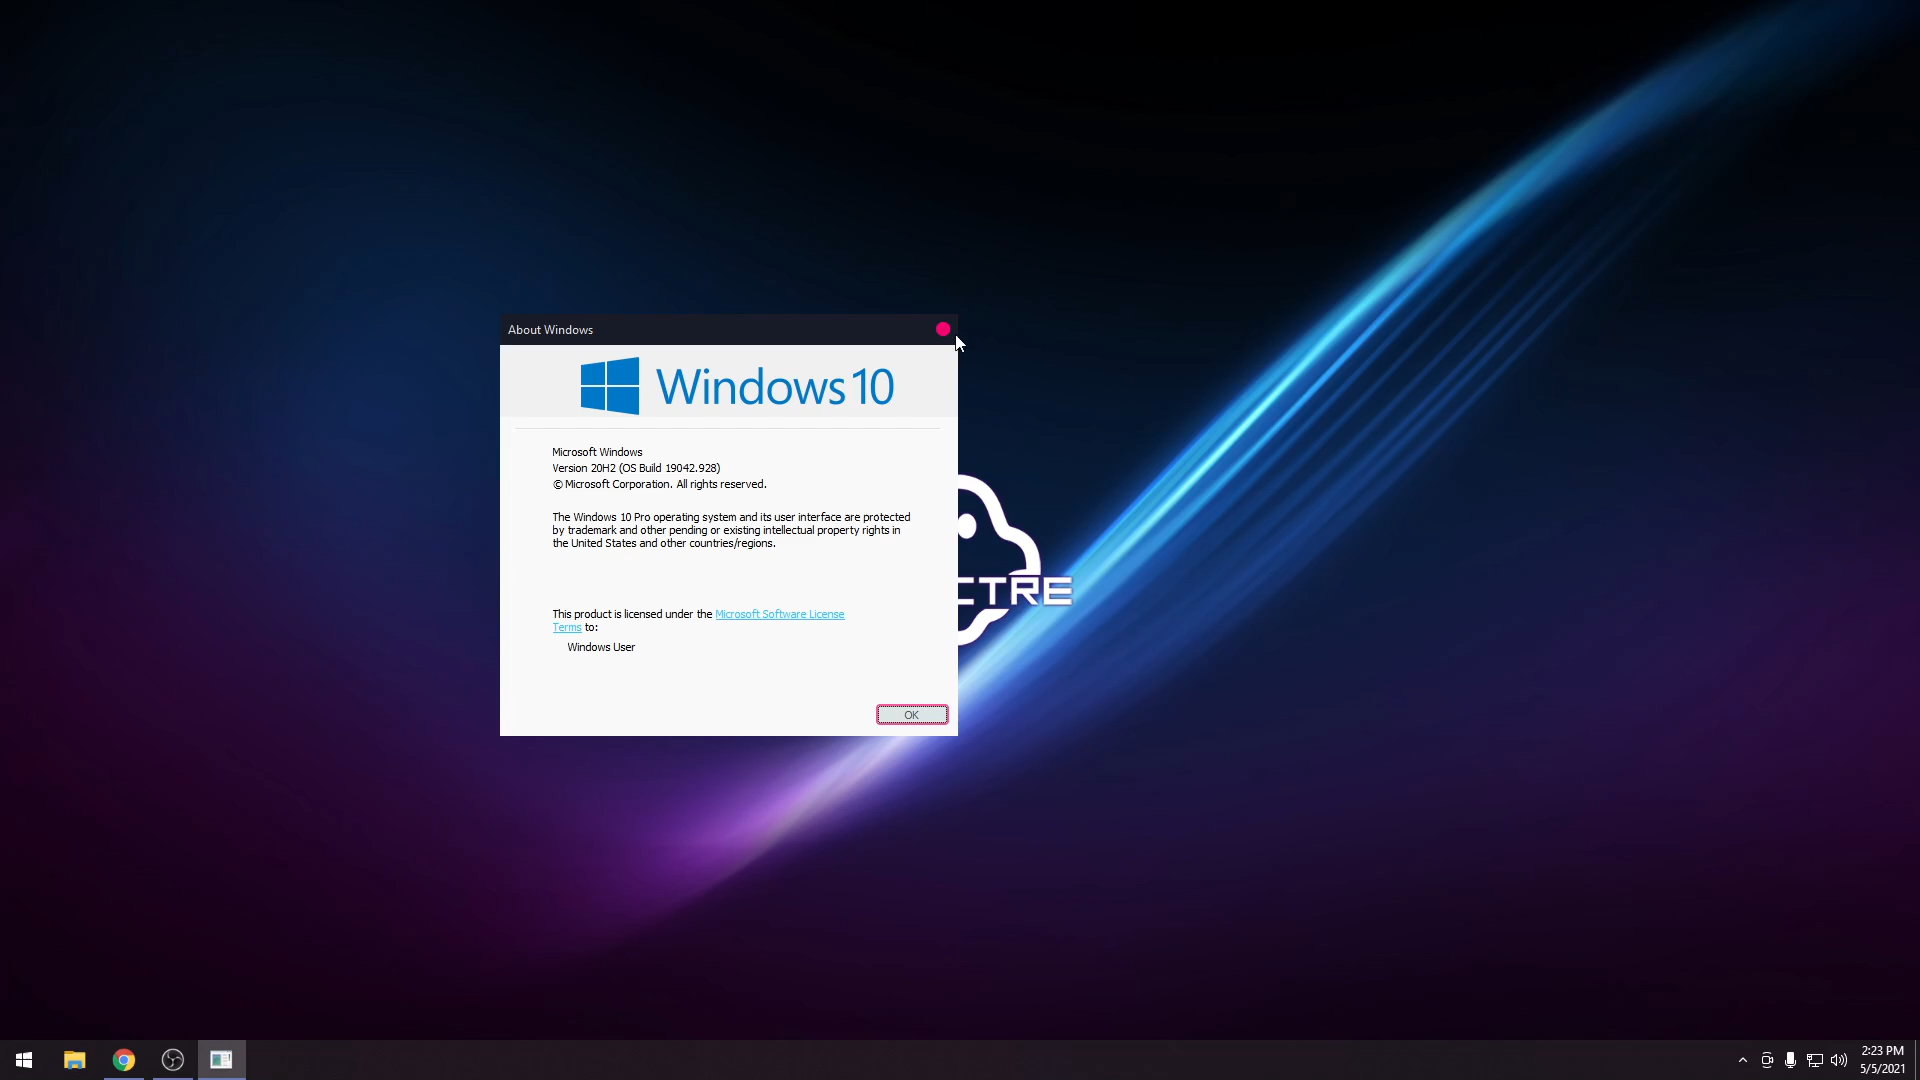 About Windows
Windows 10
Microsoft Windows
Version 20H2 (OS Build 19042.928)
© Microsoft Corporation. All rights reserved.
The Windows 10 Pro operating system and its user interface are protected
by trademark and other pending or existing intellectual property rights in
the United States and other countries/regions.
CTRE
This product is licensed under the Microsoft Software License
Terms to:
Windows User
OK
2:23 PM
5/5/2021